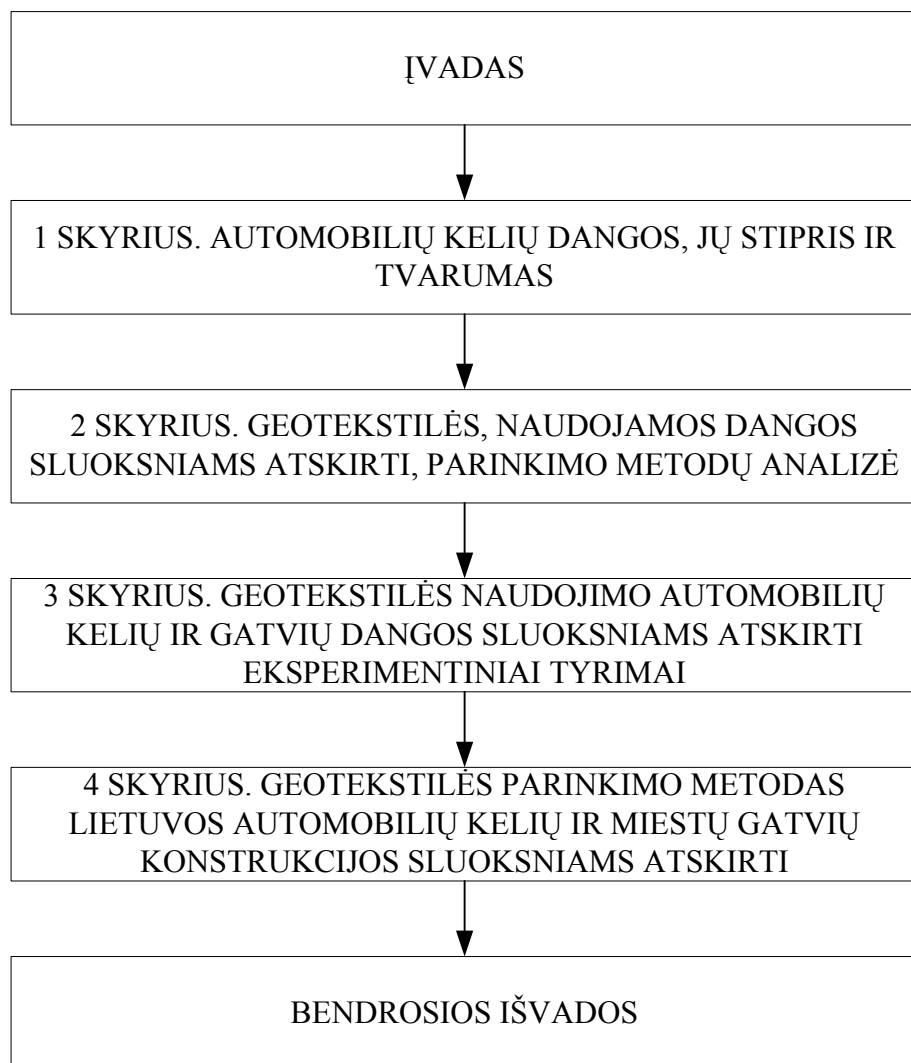 ĮVADAS
1 SKYRIUS. AUTOMOBILIŲ KELIŲ DANGOS, JŲ STIPRIS IR
TVARUMAS
2 SKYRIUS. GEOTEKSTILĖS, NAUDOJAMOS DANGOS
SLUOKSNIAMS ATSKIRTI, PARINKIMO METODŲ ANALIZĖ
3 SKYRIUS. GEOTEKSTILĖS NAUDOJIMO AUTOMOBILIŲ
KELIŲ IR GATVIŲ DANGOS SLUOKSNIAMS ATSKIRTI
EKSPERIMENTINIAI TYRIMAI
4 SKYRIUS. GEOTEKSTILĖS PARINKIMO METODAS
LIETUVOS AUTOMOBILIŲ KELIŲ IR MIESTŲ GATVIŲ
KONSTRUKCIJOS SLUOKSNIAMS ATSKIRTI
BENDROSIOS IŠVADOS